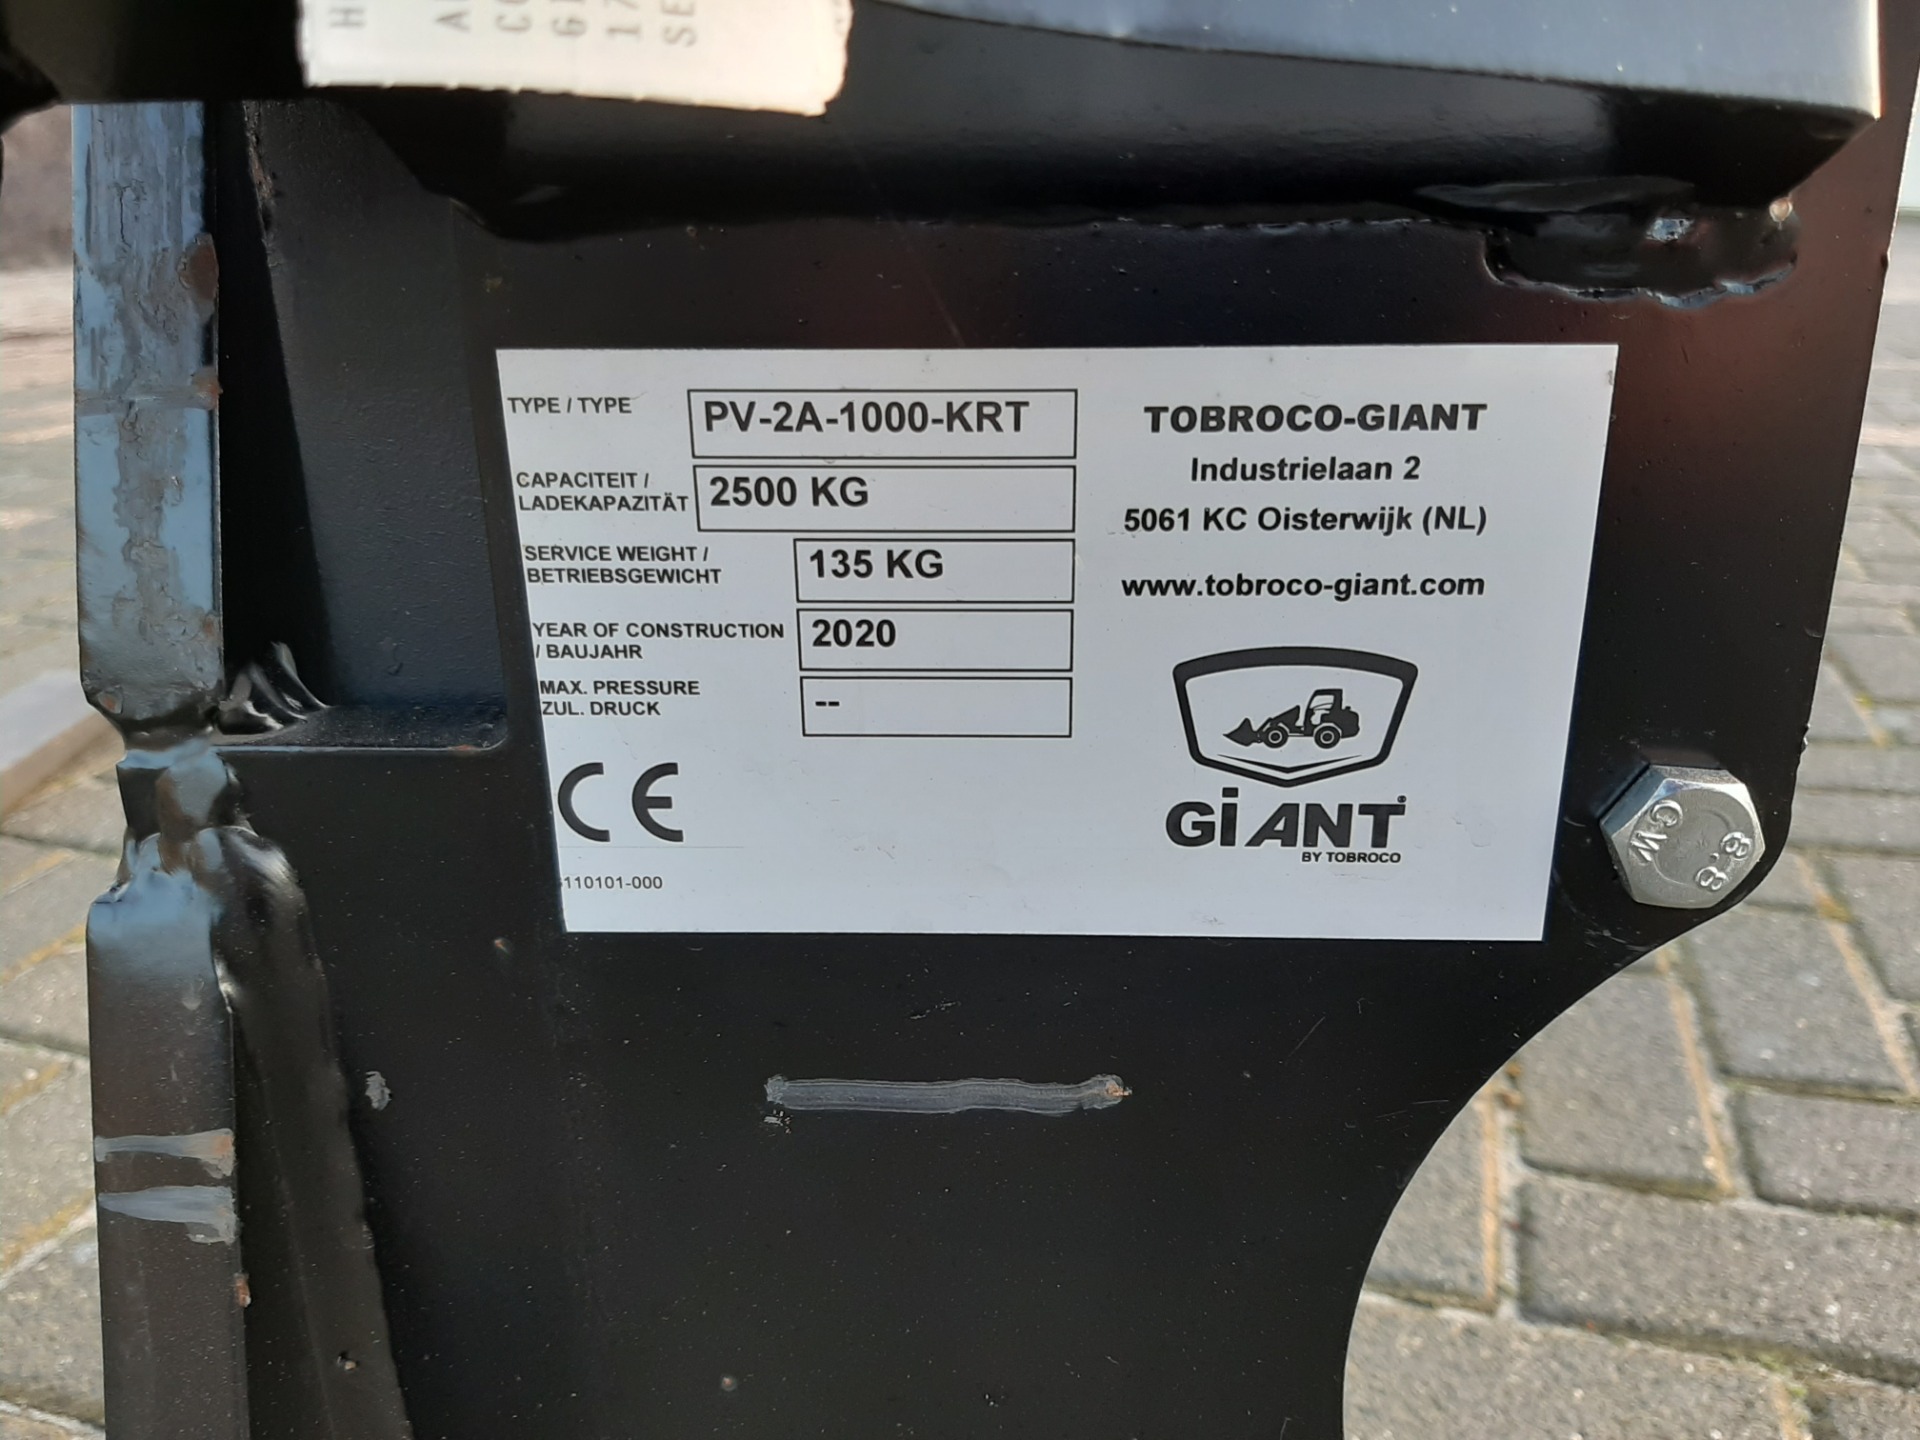 TYPE / TYPE
PV-2A-1000-KRT
CAPACITEIT /
LADEKAPAZITÄT
2500 KG
SERVICE WEIGHT /
BETRIEBSGEWICHT
135 KG
YEAR OF CONSTRUCTION
/ BAUJAHR
2020
MAX. PRESSURE
ZUL. DRUCK
--
CE
110101-000
TOBROCO-GIANT
Industrielaan 2
5061 KC Oisterwijk (NL)
www.tobroco-giant.com
GiANT®
BY TOBROCO
8.8
CW